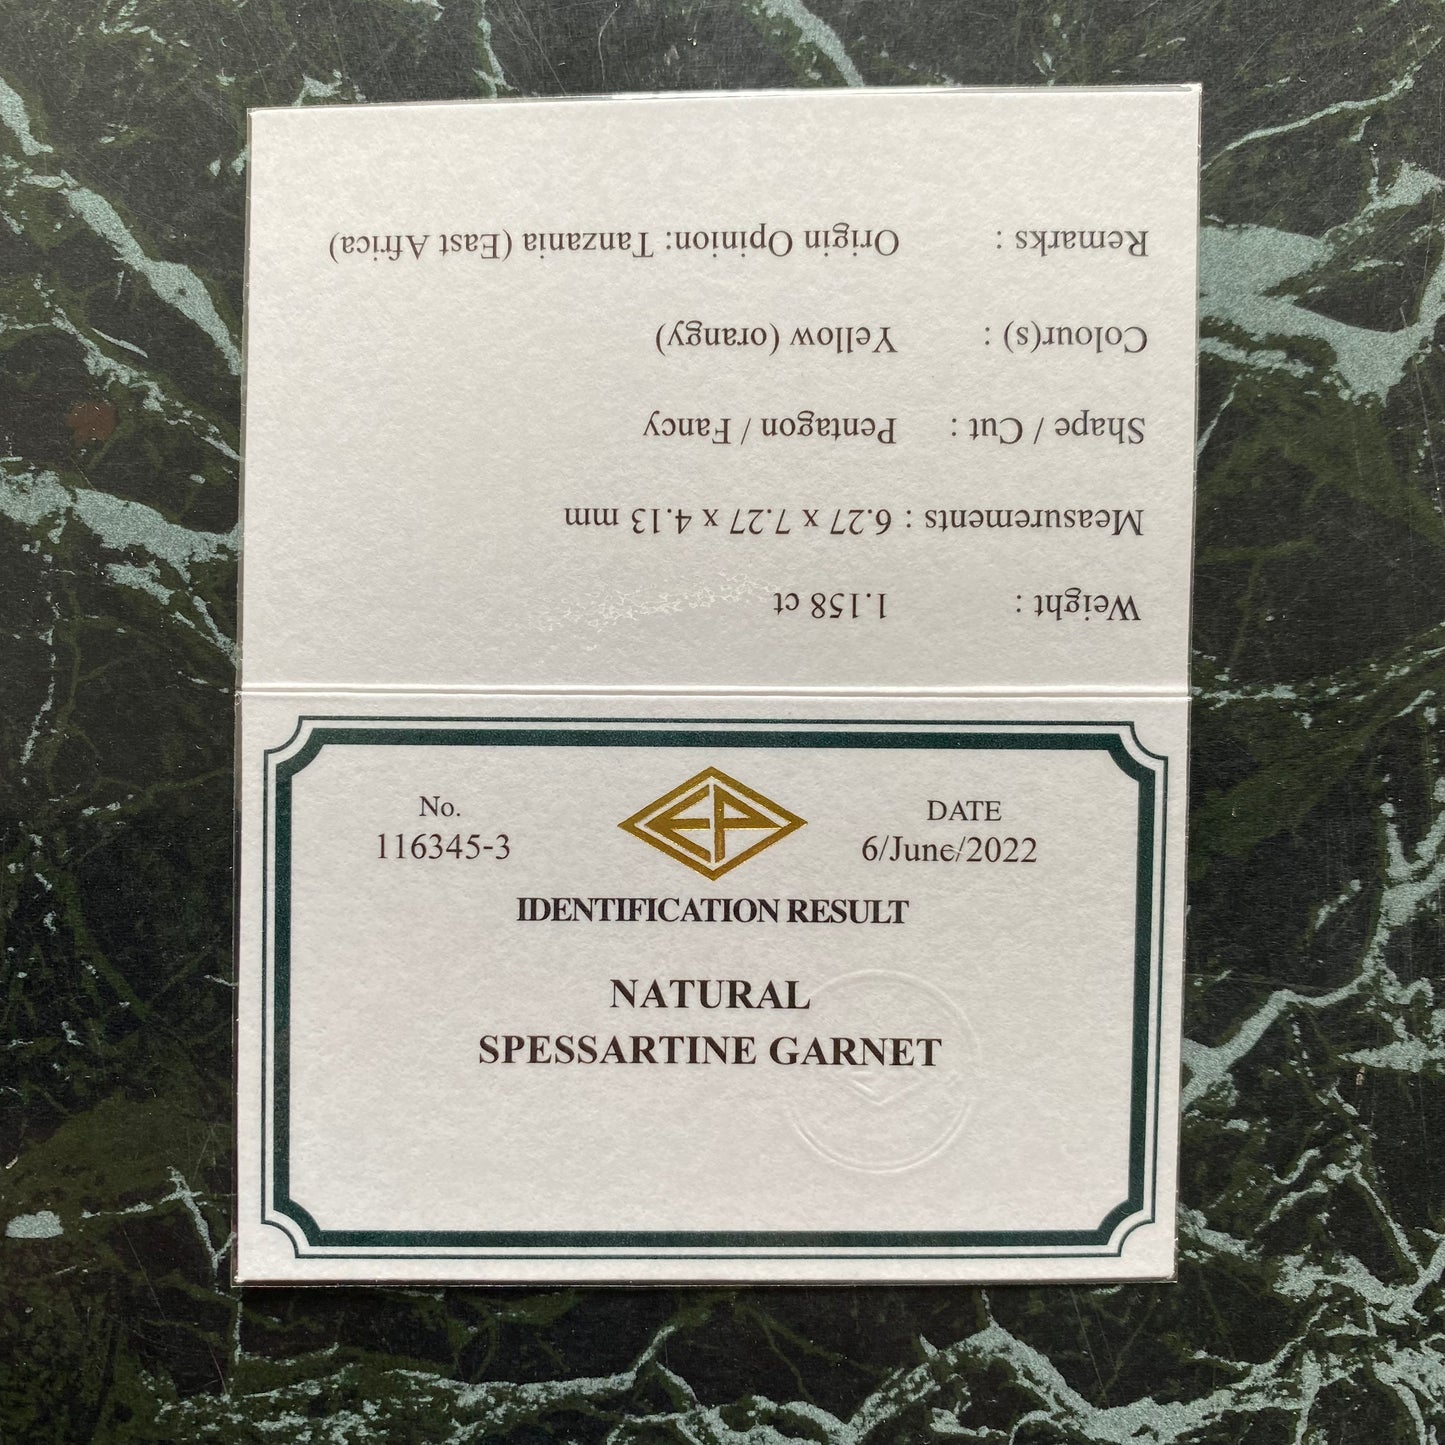 No.
116345-3
EP
DATE
6/June/2022
IDENTIFICATION RESULT
NATURAL
SPESSARTINE GARNET
Weight : 1.158 ct
Measurements : 6.27 x 7.27 x 4.13 mm
Shape / Cut : Pentagon / Fancy
Colour(s) : Yellow (orangy)
Remarks : Origin Opinion: Tanzania (East Africa)